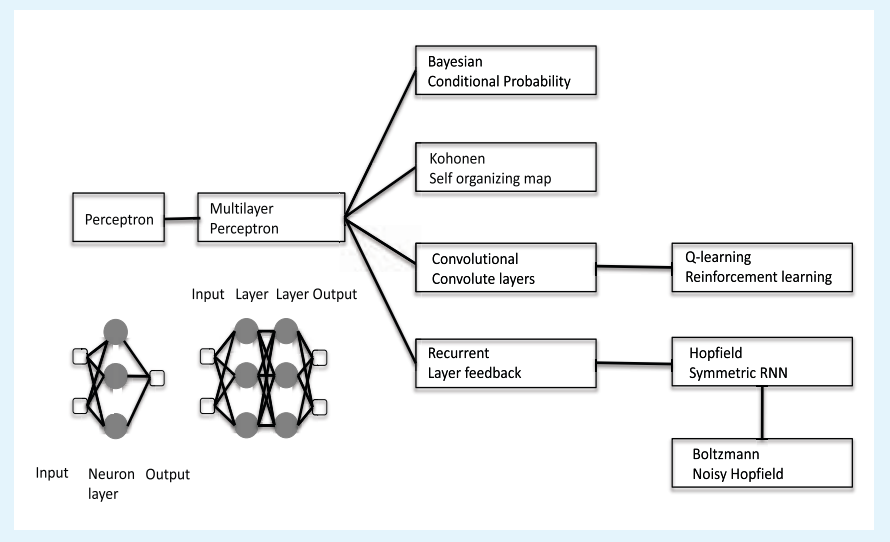 Bayesian
Conditional Probability
Kohonen
Self organizing map
Perceptron
Multilayer
Perceptron
Convolutional
Convolute layers
Q-learning
Reinforcement learning
Recurrent
Layer feedback
Hopfield
Symmetric RNN
Boltzmann
Noisy Hopfield
Input Layer Layer Output
Input Neuron Output
layer